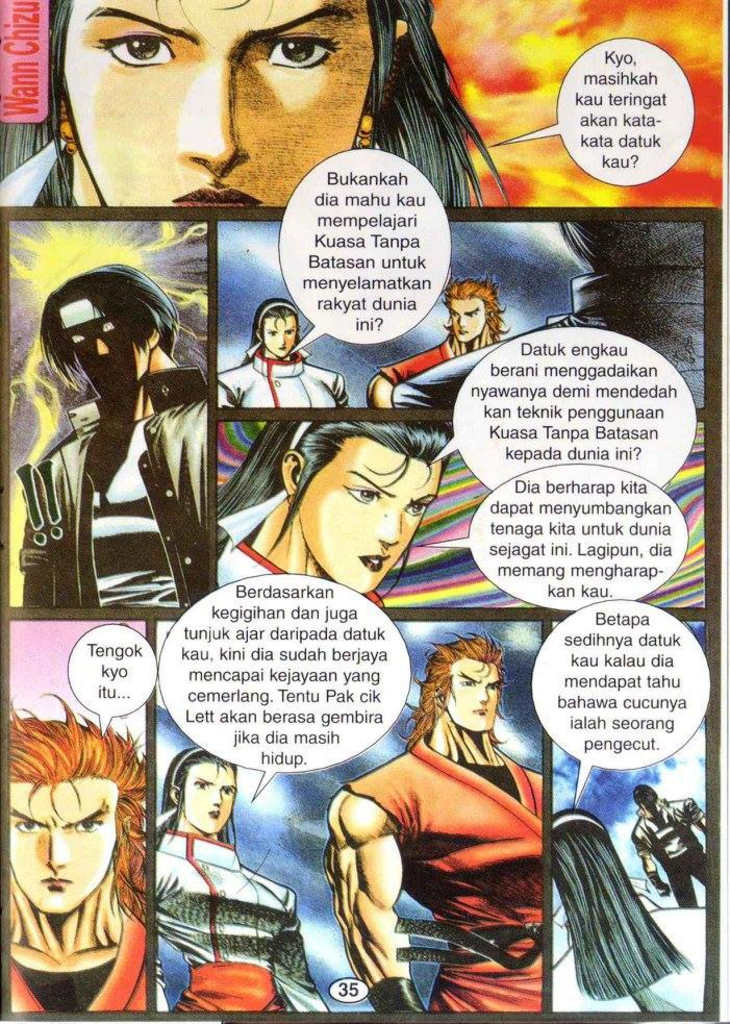 Wann Chizu
Kyo,
masihkah
kau teringat
akan kata-
kata datuk
kau?
Bukankah
dia mahu kau
mempelajari
Kuasa Tanpa
Batasan untuk
menyelamatkan
rakyat dunia
ini?
Datuk engkau
berani menggadaikan
nyawanya demi mendedah
kan teknik penggunaan
Kuasa Tanpa Batasan
kepada dunia ini?
Dia berharap kita
dapat menyumbangkan
tenaga kita untuk dunia
sejagat ini. Lagipun, dia
memang mengharap-
kan kau.
Tengok
kyo
itu...
Berdasarkan
kegigihan dan juga
tunjuk ajar daripada datuk
kau, kini dia sudah berjaya
mencapai kejayaan yang
cemerlang. Tentu Pak cik
Lett akan berasa gembira
jika dia masih
hidup.
Betapa
sedihnya datuk
kau kalau dia
mendapat tahu
bahawa cucunya
ialah seorang
pengecut.
35